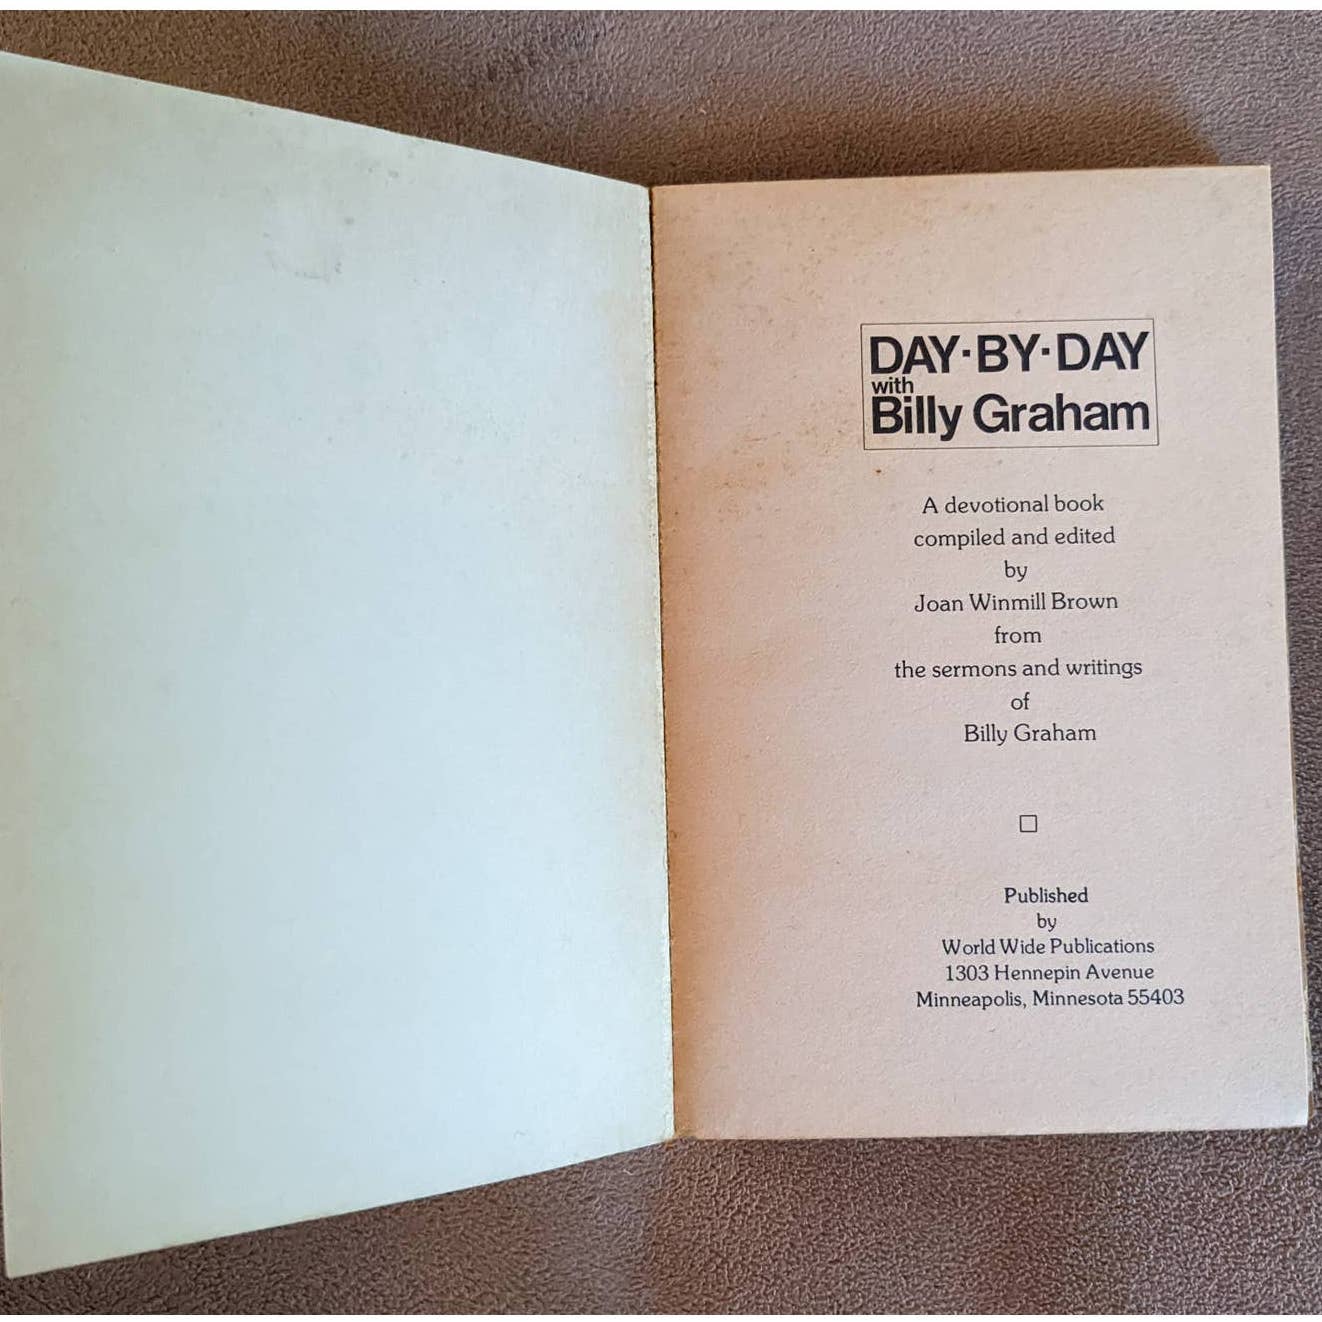 DAY·BY·DAY
with
Billy Graham
A devotional book
compiled and edited
by
Joan Winmill Brown
from
the sermons and writings
of
Billy Graham
Published
by
World Wide Publications
1303 Hennepin Avenue
Minneapolis, Minnesota 55403